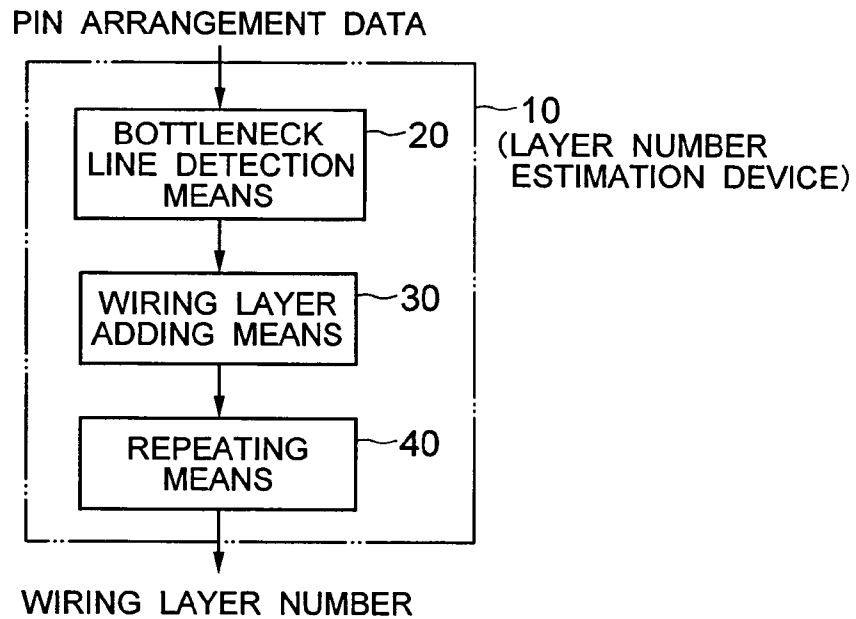 PIN ARRANGEMENT DATA
BOTTLENECK
LINE DETECTION
MEANS
20
10
(LAYER NUMBER
ESTIMATION DEVICE)
WIRING LAYER
ADDING MEANS
30
REPEATING
MEANS
40
WIRING LAYER NUMBER